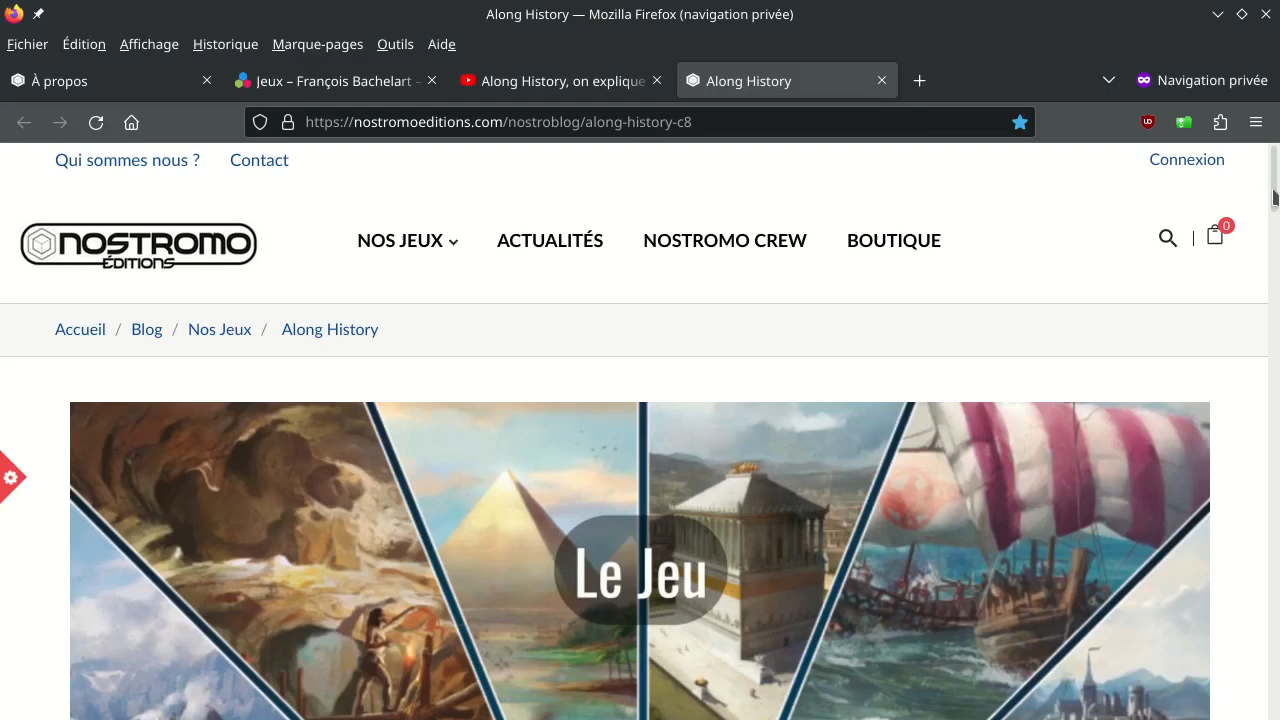 Along History — Mozilla Firefox (navigation privée)
Fichier Édition Affichage Historique Marque-pages Outils Aide
À propos Jeux – François Bachelart – Along History, on explique Along History Navigation privée
https://nostromoeditions.com/nostroblog/along-history-c8
Qui sommes nous ? Contact Connexion
NOSTROMO
ÉDITIONS
NOS JEUX ACTUALITÉS NOSTROMO CREW BOUTIQUE 0
Accueil / Blog / Nos Jeux / Along History
Le Jeu